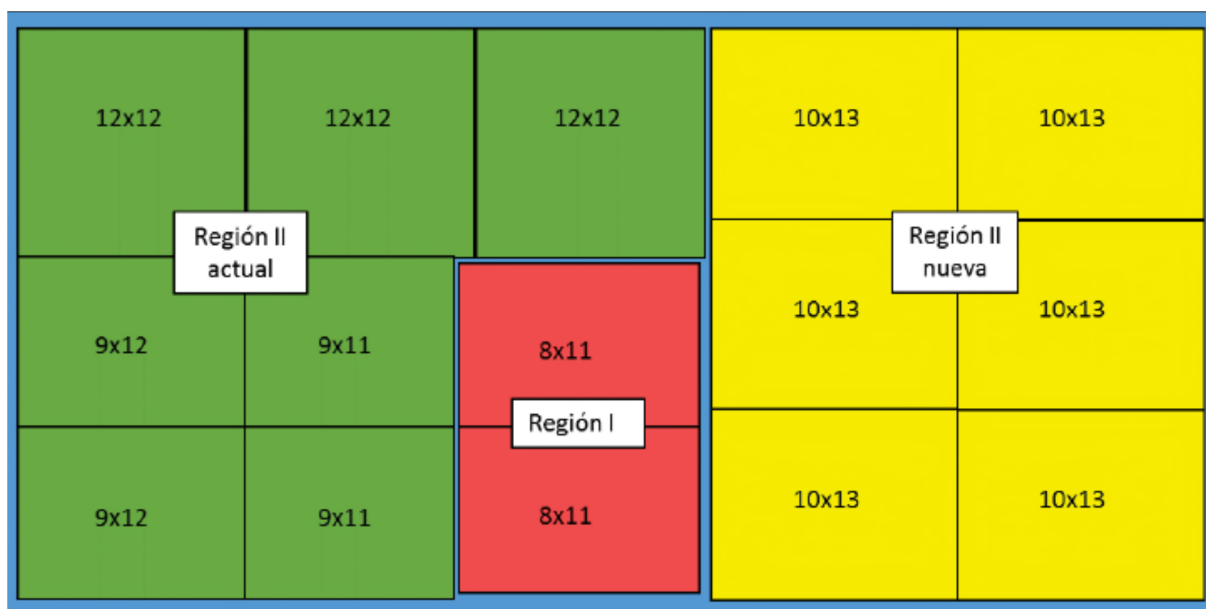 12x12
12x12
12x12
10x13
10x13
Región II
actual
Región II
nueva
9x12
9x11
8x11
10x13
10x13
Región I
9x12
9x11
8x11
10x13
10x13